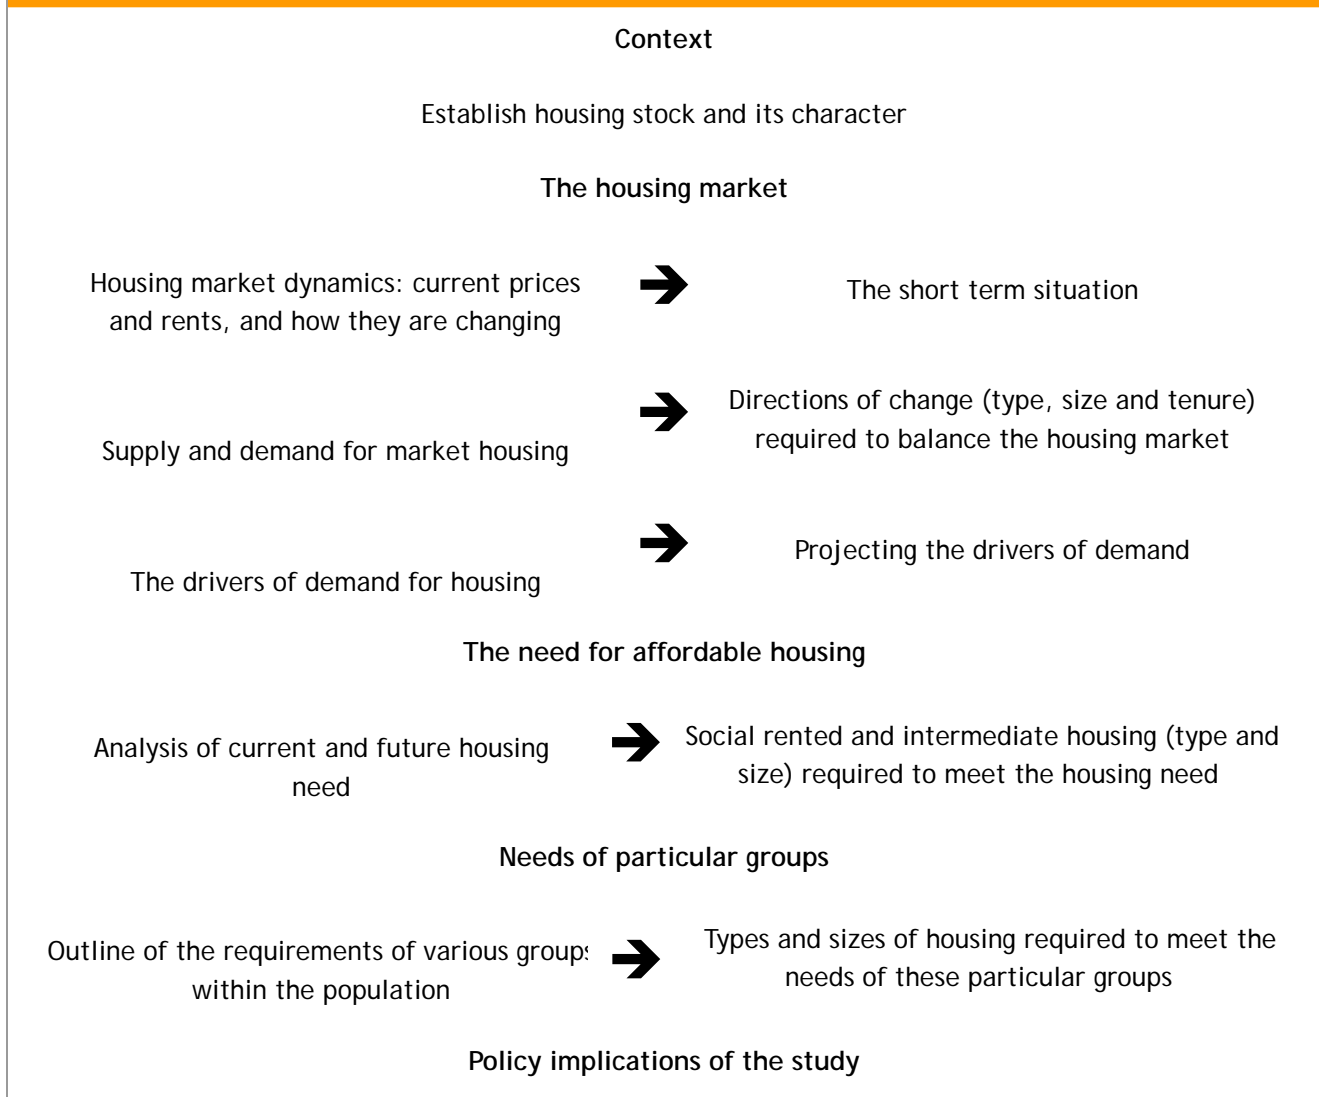 Context
Establish housing stock and its character
The housing market
Housing market dynamics: current prices
and rents, and how they are changing
The short term situation
Supply and demand for market housing
Directions of change (type, size and tenure)
required to balance the housing market
The drivers of demand for housing
Projecting the drivers of demand
The need for affordable housing
Analysis of current and future housing
need
Social rented and intermediate housing (type and
size) required to meet the housing need
Needs of particular groups
Outline of the requirements of various groups
within the population
Types and sizes of housing required to meet the
needs of these particular groups
Policy implications of the study